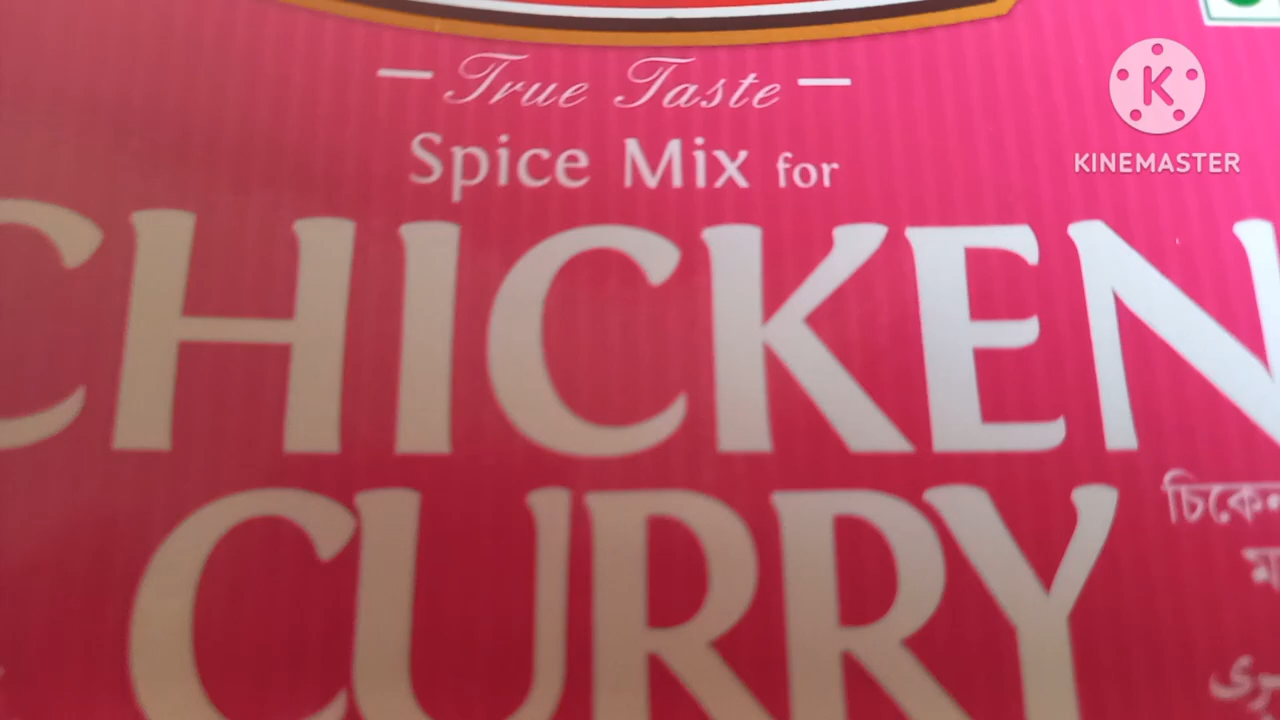 — True Taste —
Spice Mix for
CHICKEN
CURRY
KINEMASTER